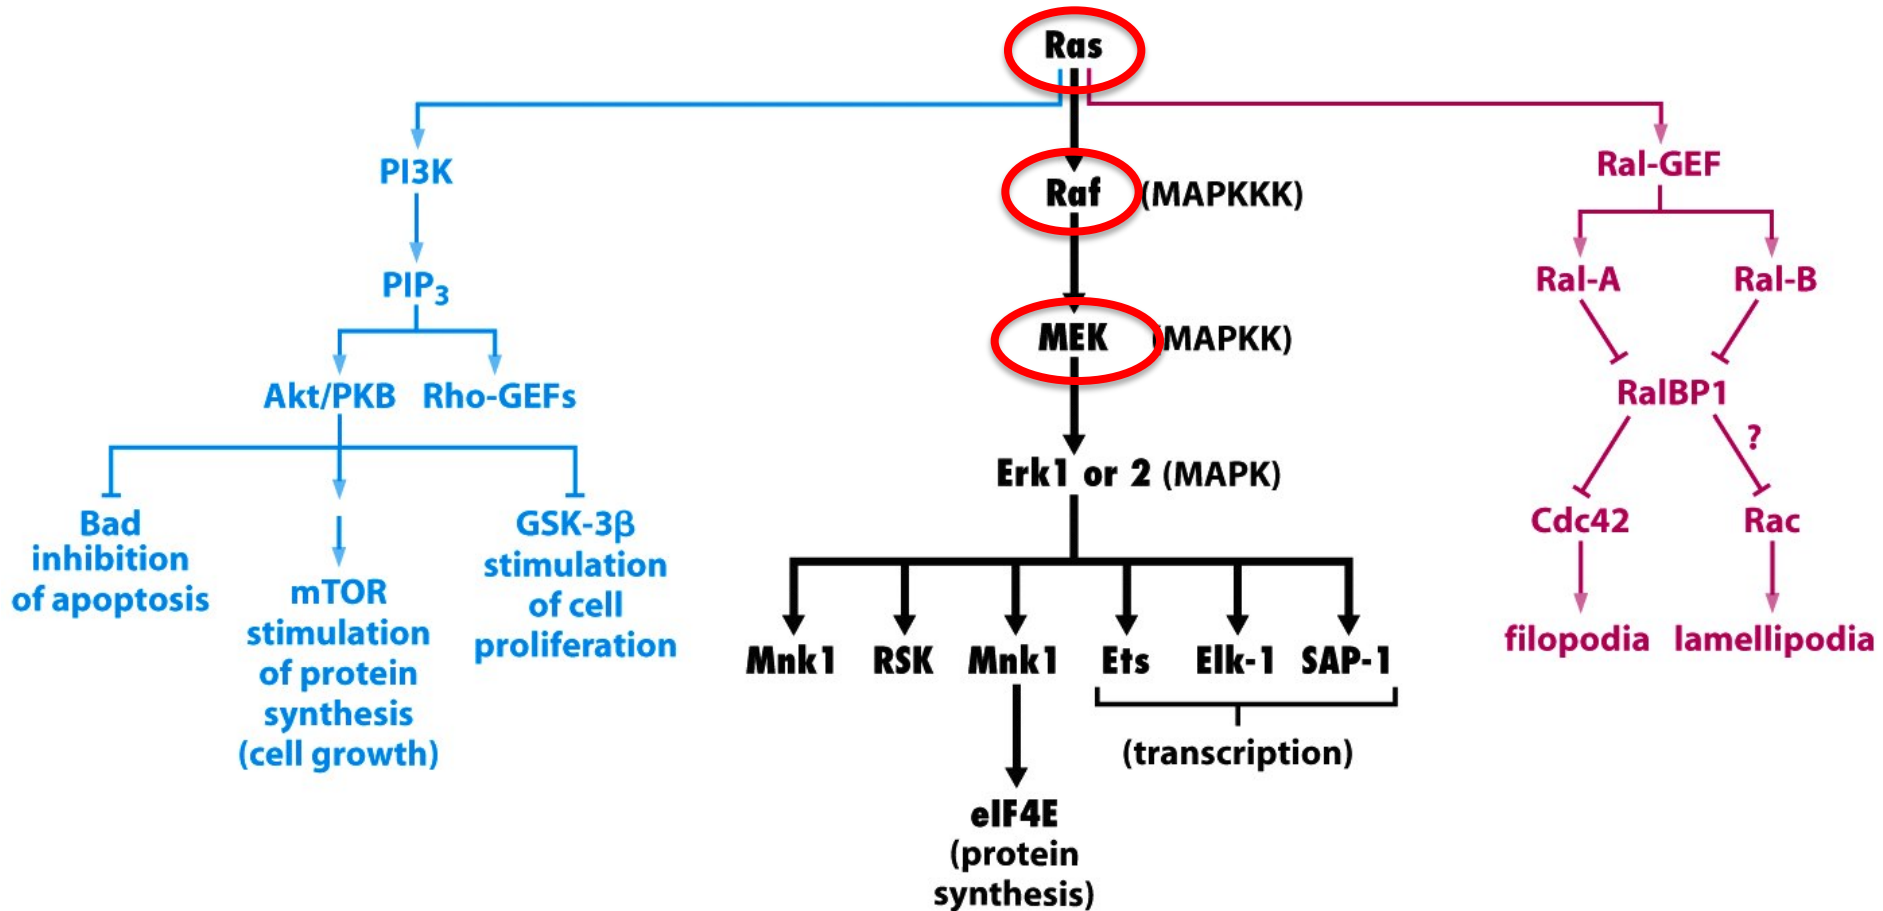 Ras
PI3K
Raf (MAPKKK)
Ral-GEF
PIP3
MEK (MAPKK)
Ral-A
Ral-B
Akt/PKB
Rho-GEFs
RalBP1
?
Erk1 or 2 (MAPK)
Bad
inhibition
of apoptosis
mTOR
stimulation
of protein
synthesis
(cell growth)
GSK-3β
stimulation
of cell
proliferation
Cdc42
Rac
filopodia
lamellipodia
Mnk1
RSK
Mnk1
Ets
Elk-1
SAP-1
(transcription)
eIF4E
(protein
synthesis)